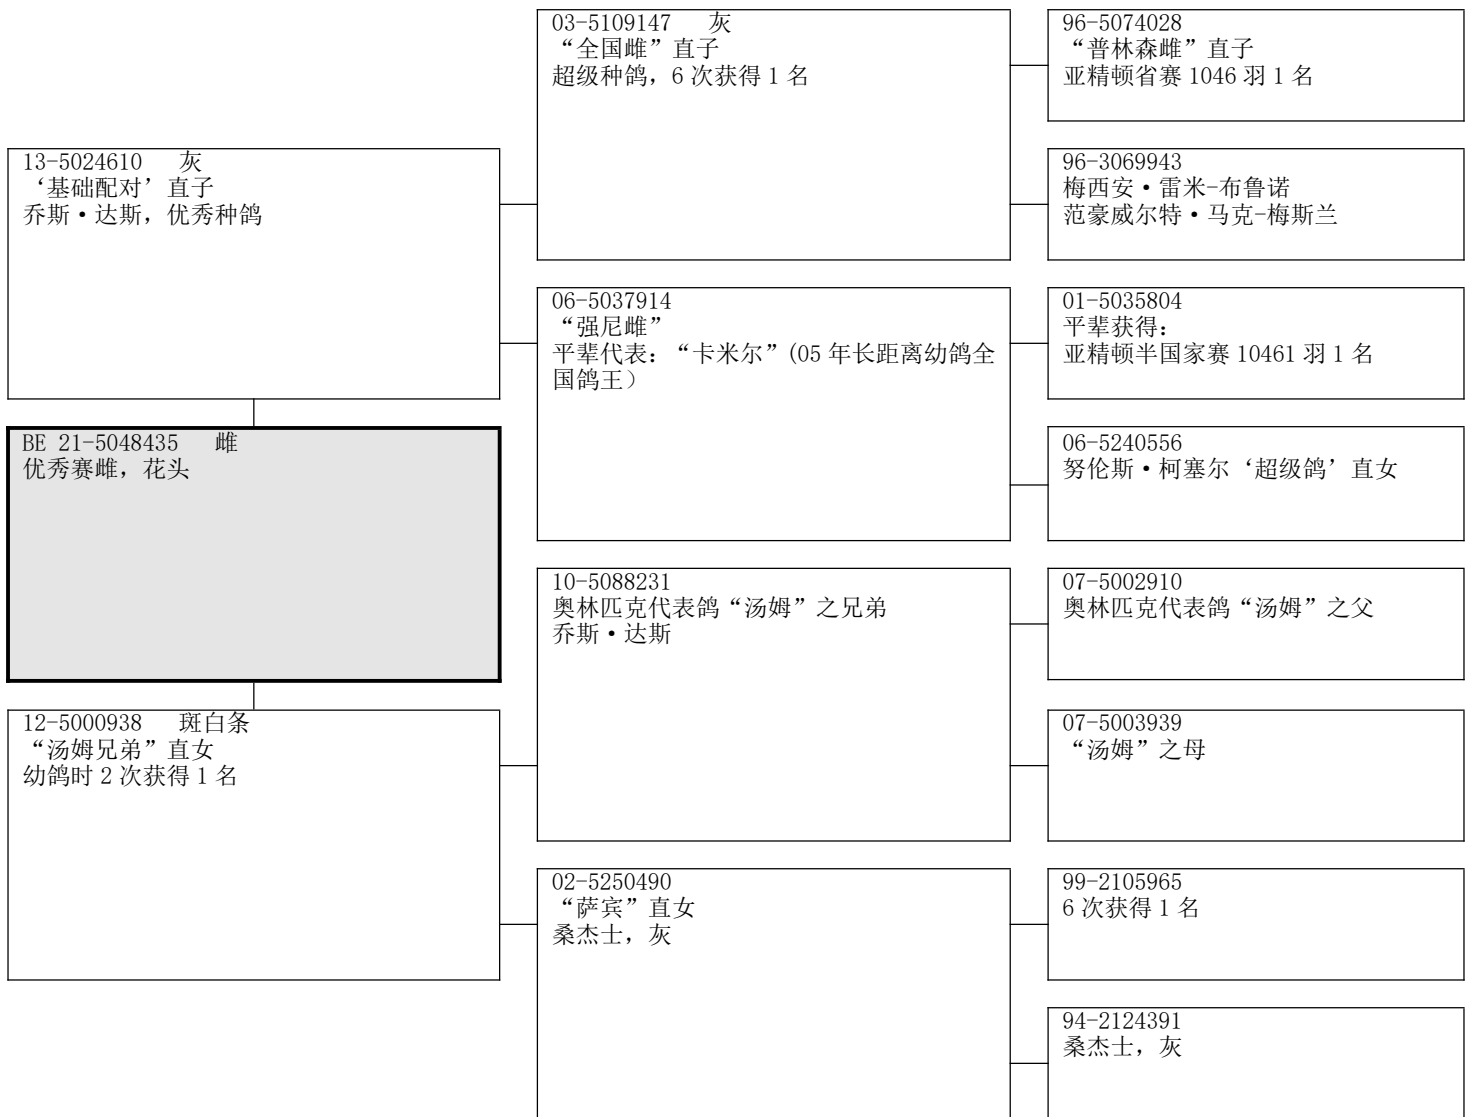 03-5109147 灰
“全国雌”直子
超级种鸽，6 次获得 1 名
96-5074028
“普林森雌”直子
亚精顿省赛 1046 羽 1 名
13-5024610 灰
‘基础配对’直子
乔斯•达斯，优秀种鸽
96-3069943
梅西安•雷米-布鲁诺
范豪威尔特•马克-梅斯兰
06-5037914
“强尼雌”
平辈代表：“卡米尔”(05 年长距离幼鸽全
国鸽王）
01-5035804
平辈获得：
亚精顿半国家赛 10461 羽 1 名
BE 21-5048435 雌
优秀赛雌，花头
06-5240556
努伦斯•柯塞尔‘超级鸽’直女
10-5088231
奥林匹克代表鸽“汤姆”之兄弟
乔斯•达斯
07-5002910
奥林匹克代表鸽“汤姆”之父
12-5000938 斑白条
“汤姆兄弟”直女
幼鸽时 2 次获得 1 名
07-5003939
“汤姆”之母
02-5250490
“萨宾”直女
桑杰士，灰
99-2105965
6 次获得 1 名
94-2124391
桑杰士，灰